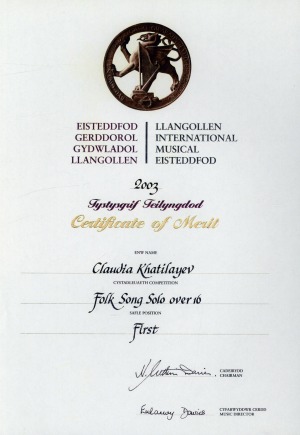 EISTEDDFOD
GERDDOROL
GYDWLADOL
LLANGOLLEN
LLANGOLLEN
INTERNATIONAL
MUSICAL
EISTEDDFOD
2003
Tystysgrif Teilyngdod
Certificate of Merit
ENW NAME
Claudia Khatilayev
CYSTADLEUAETH COMPETITION
Folk Song Solo over 16
SAFLE POSITION
First
CADEIRYDD
CHAIRMAN
CYFARWYDDWR CERDD
MUSIC DIRECTOR